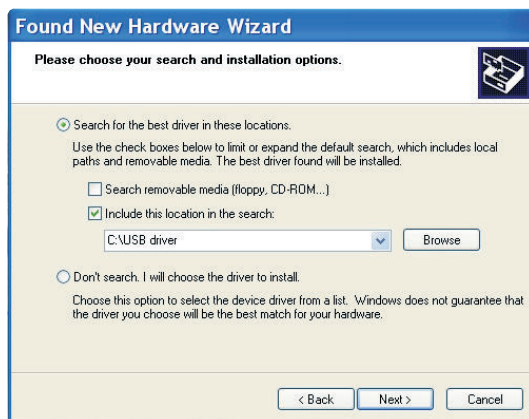 Found New Hardware Wizard
Please choose your search and installation options.
Search for the best driver in these locations.
Use the check boxes below to limit or expand the default search, which includes local
paths and removable media. The best driver found will be installed.
Search removable media (floppy, CD-ROM...)
Include this location in the search:
C:\USB driver
Browse
Don't search. I will choose the driver to install.
Choose this option to select the device driver from a list. Windows does not guarantee that
the driver you choose will be the best match for your hardware.
< Back Next > Cancel